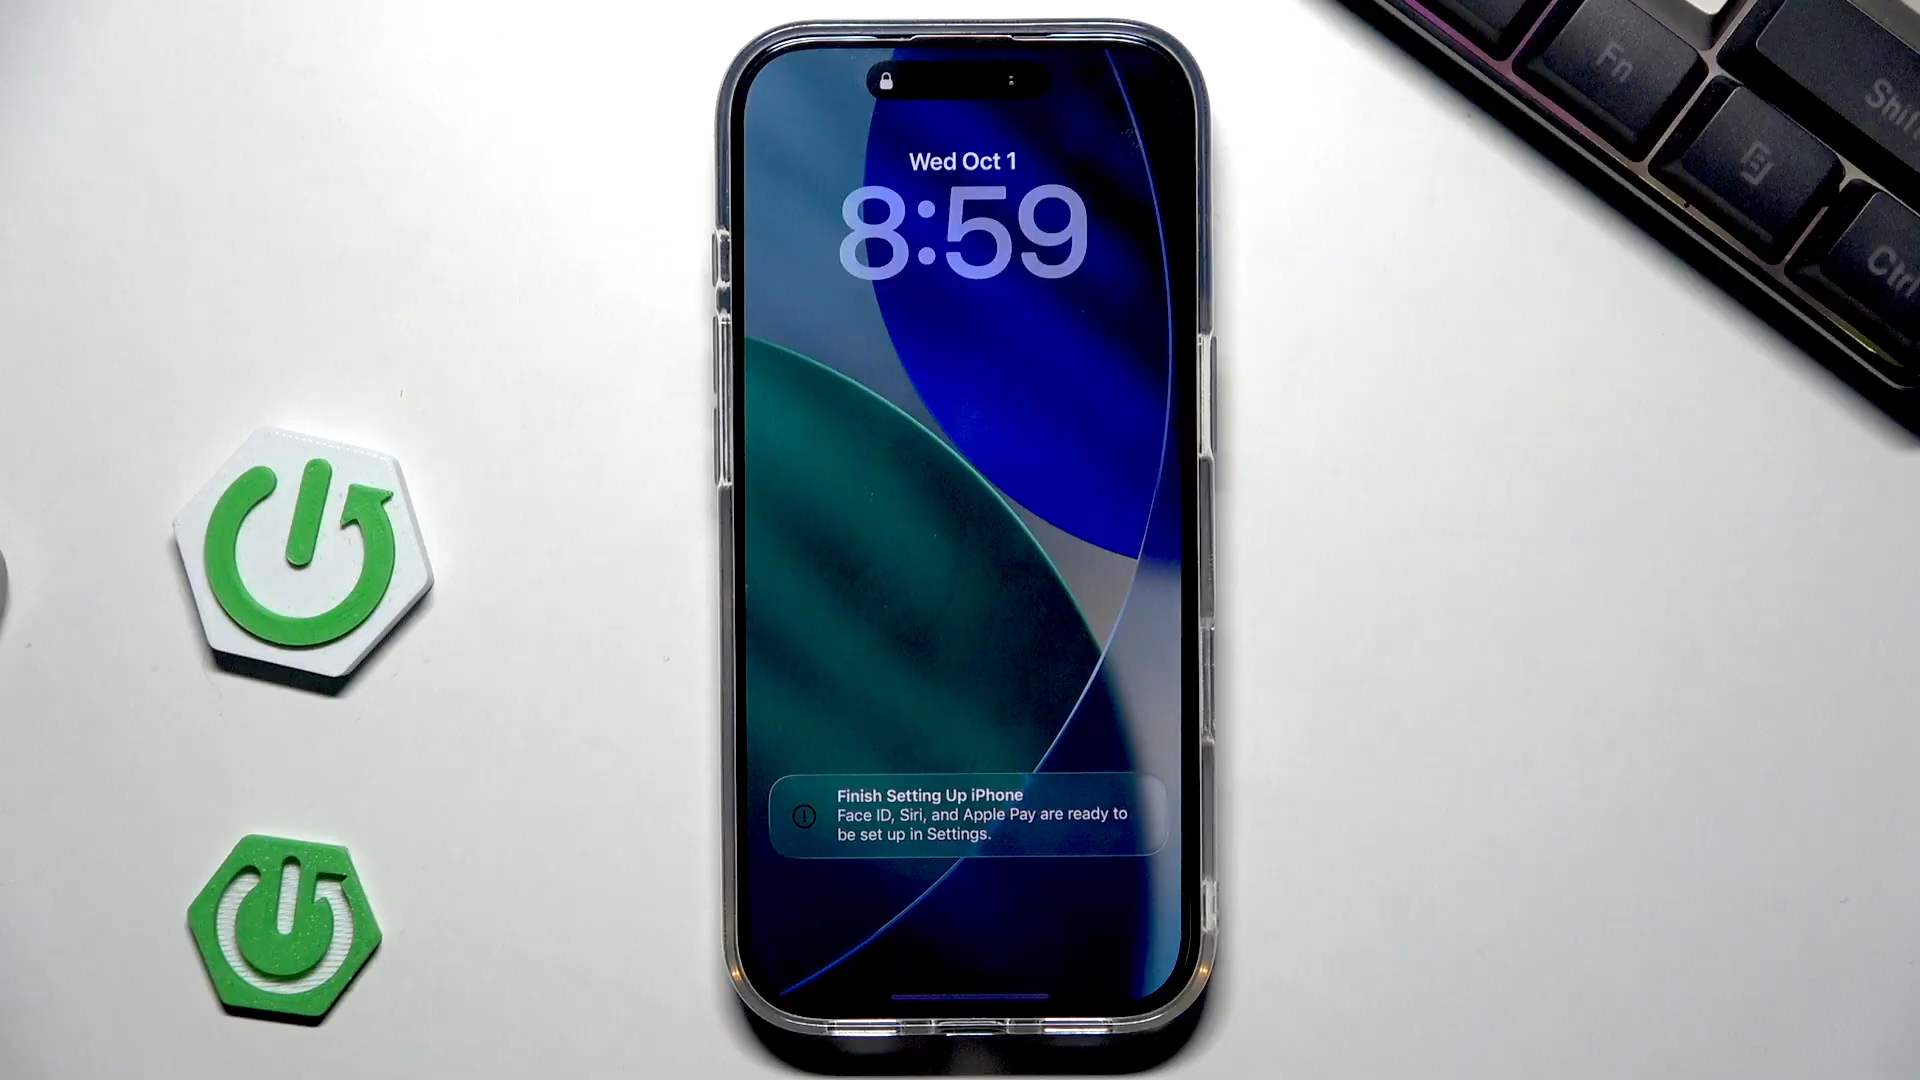 Wed Oct 1
8:59
Finish Setting Up iPhone
Face ID, Siri, and Apple Pay are ready to
be set up in Settings.
Fn
Shift
Ctrl